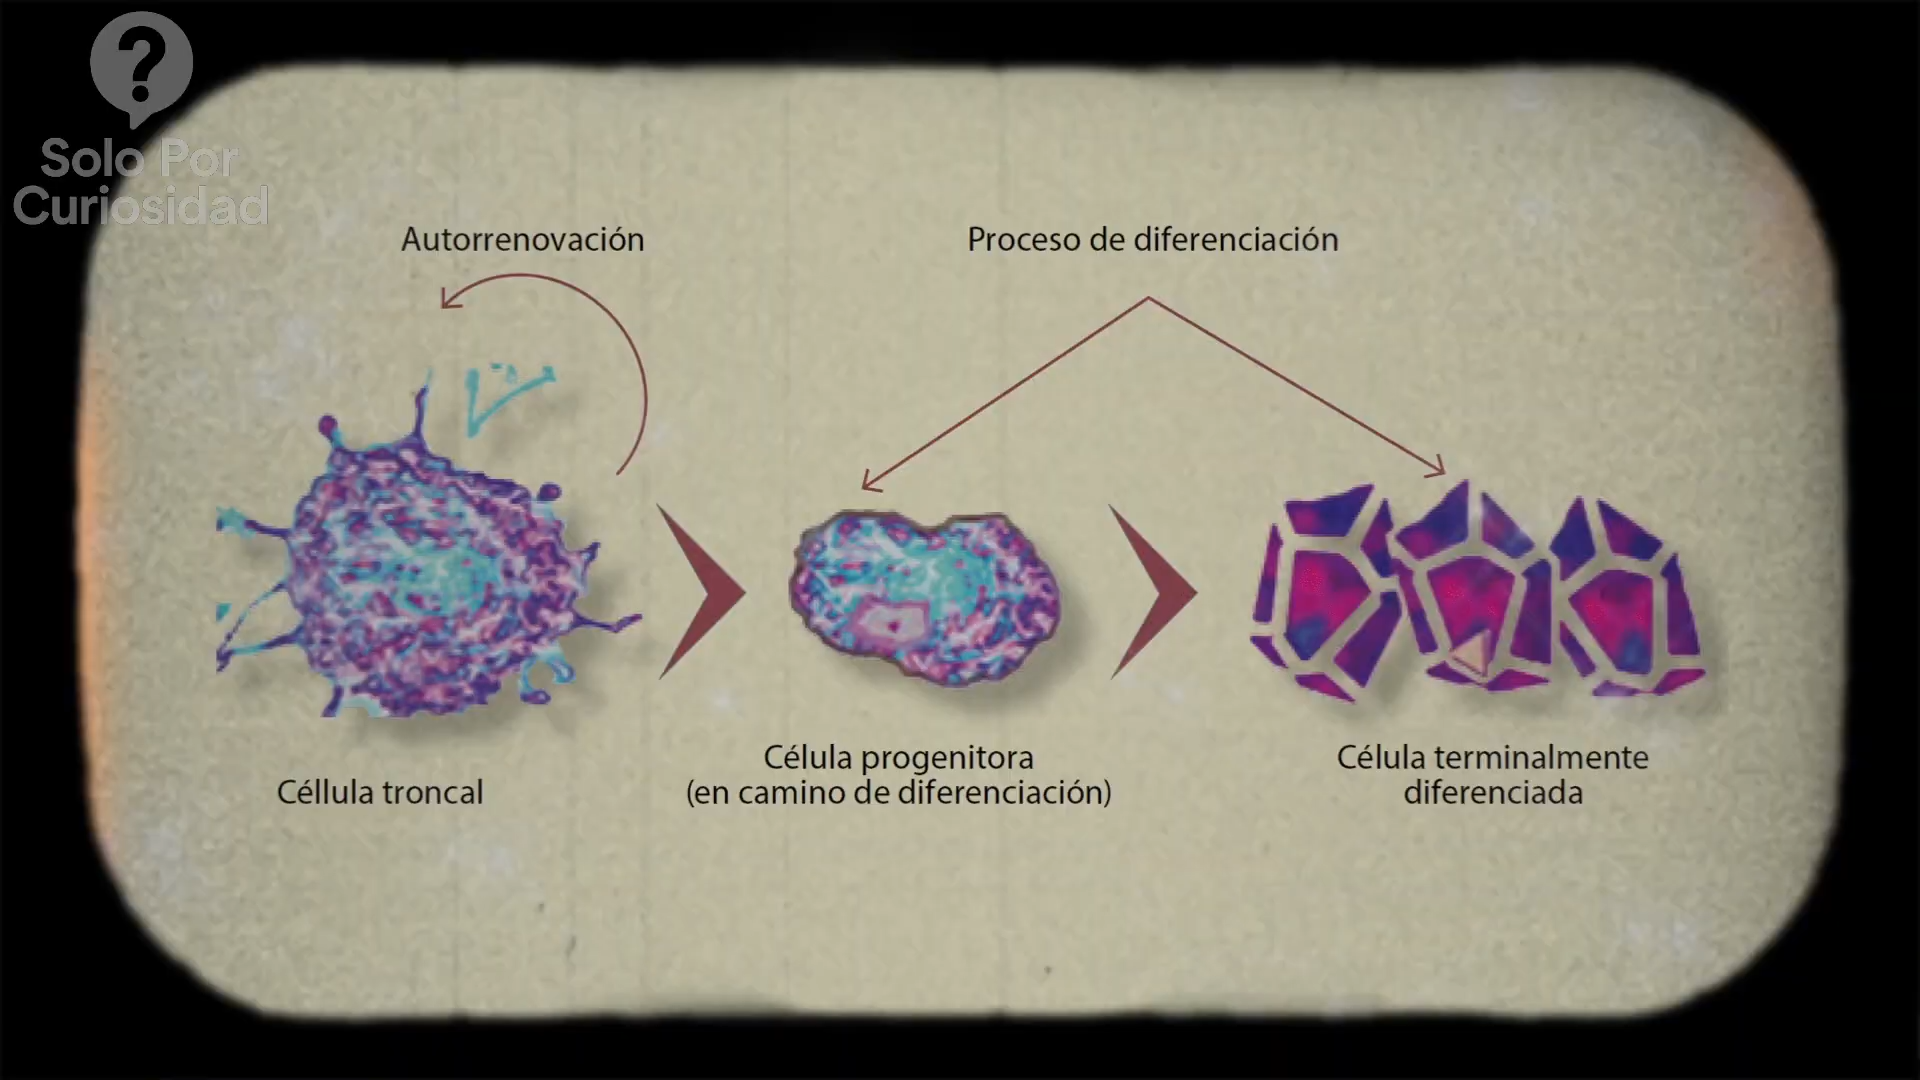 ?
Solo Por
Curiosidad
Autorrenovación
Proceso de diferenciación
Céllula troncal
Célula progenitora
(en camino de diferenciación)
Célula terminalmente
diferenciada